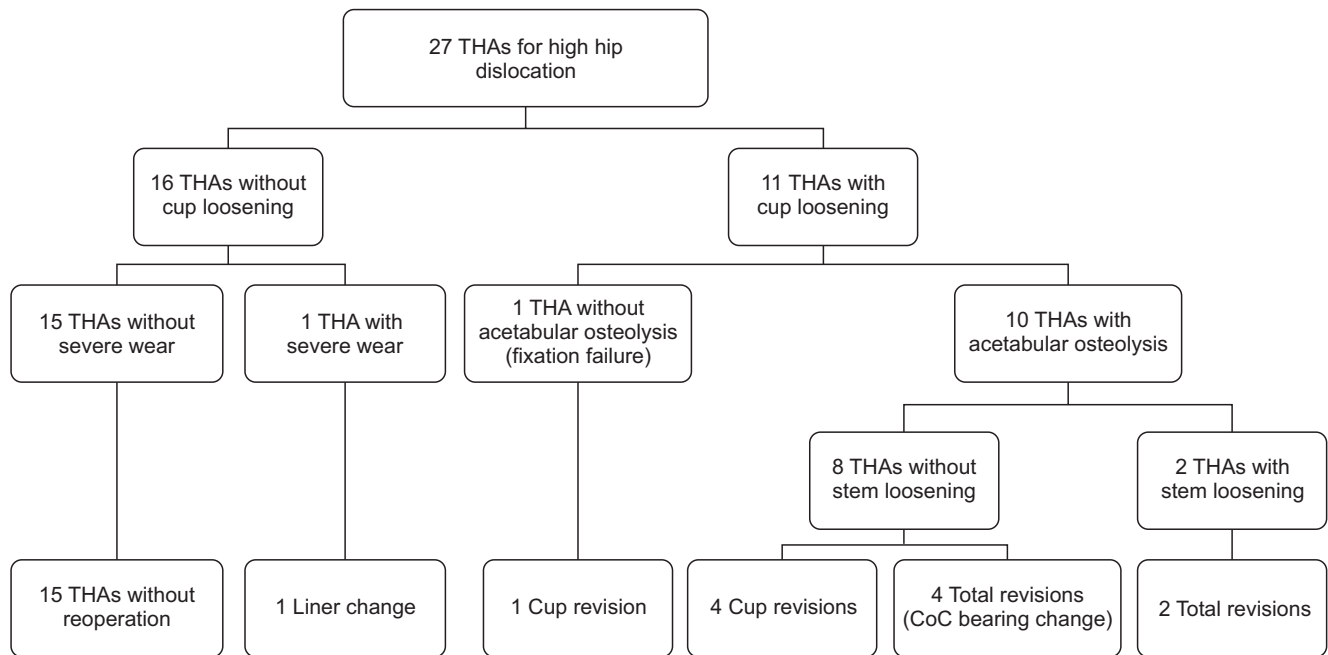 27 THAs for high hip
dislocation
16 THAs without
cup loosening
11 THAs with
cup loosening
15 THAs without
severe wear
1 THA with
severe wear
1 THA without
acetabular osteolysis
(fixation failure)
10 THAs with
acetabular osteolysis
8 THAs without
stem loosening
2 THAs with
stem loosening
15 THAs without
reoperation
1 Liner change
1 Cup revision
4 Cup revisions
4 Total revisions
(CoC bearing change)
2 Total revisions